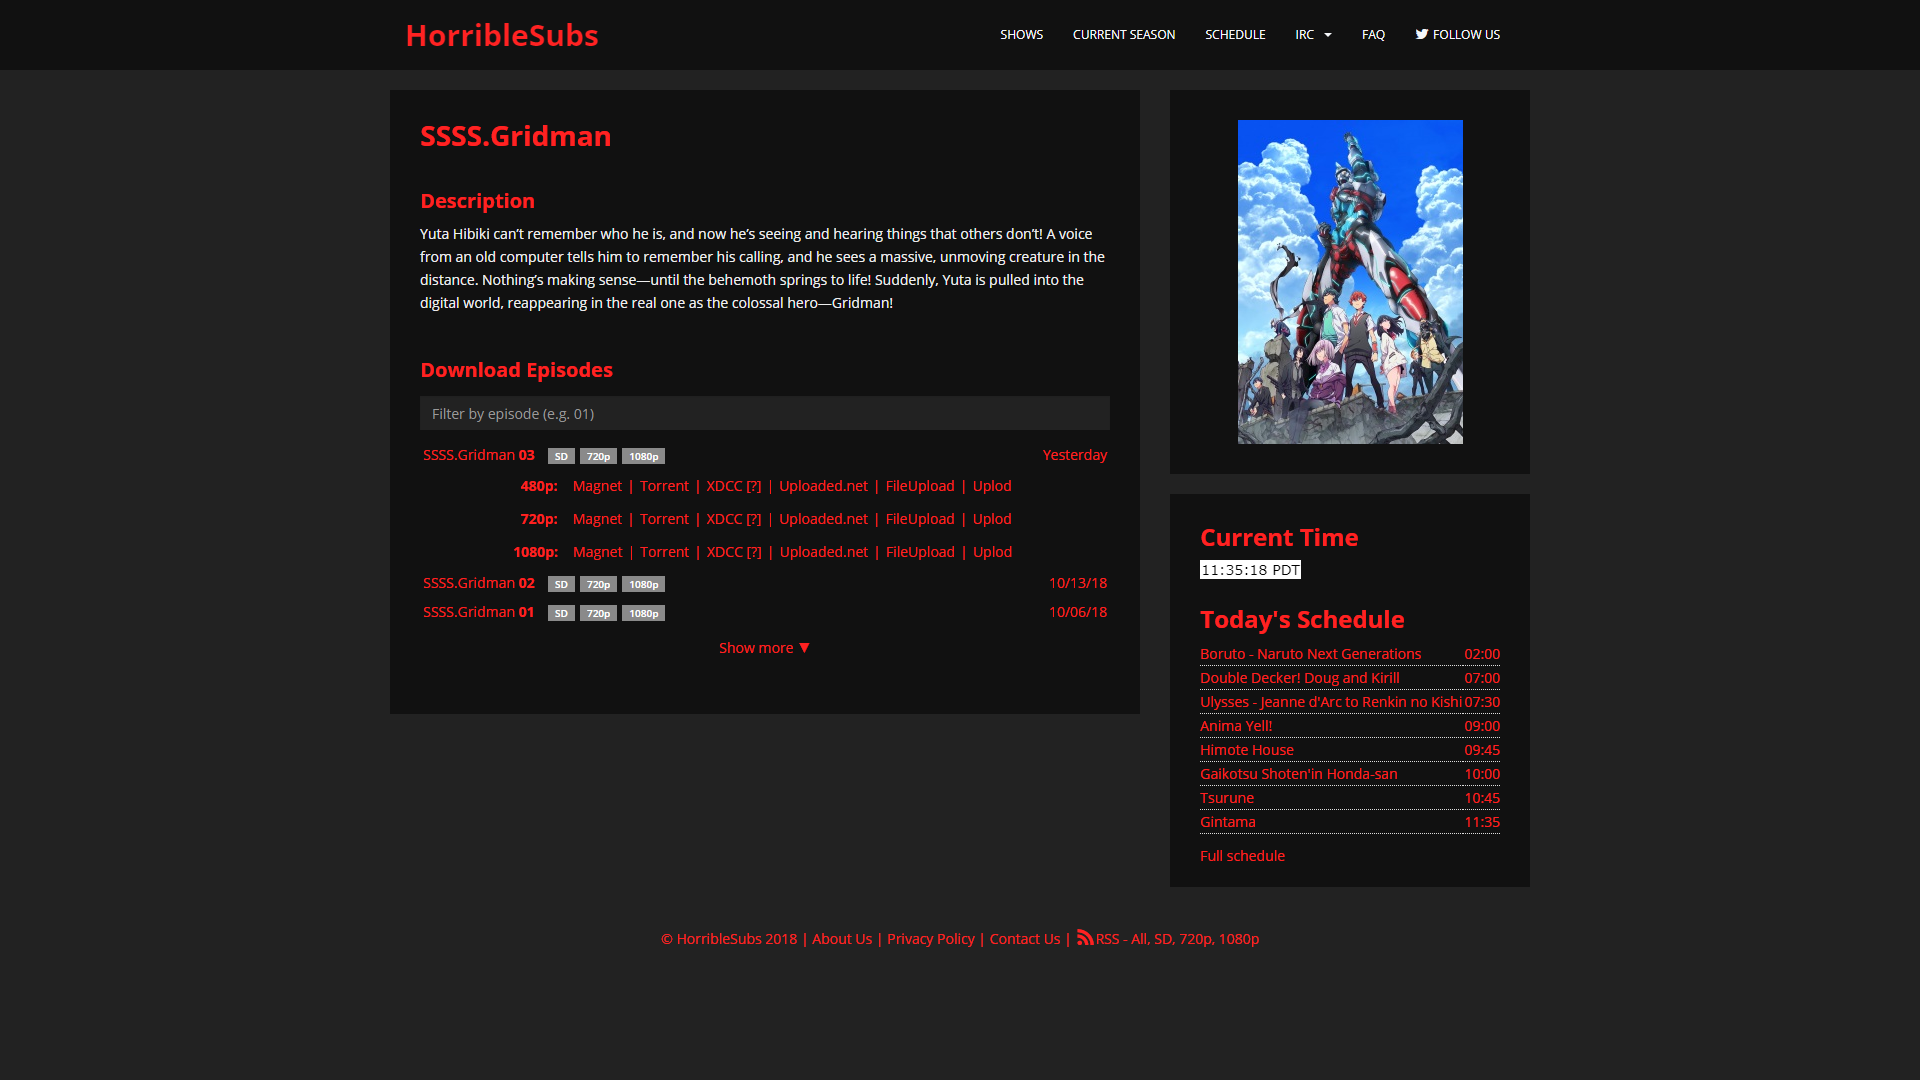 HorribleSubs
SHOWS CURRENT SEASON SCHEDULE IRC FAQ FOLLOW US
SSSS.Gridman
Description
Yuta Hibiki can’t remember who he is, and now he’s seeing and hearing things that others don’t! A voice
from an old computer tells him to remember his calling, and he sees a massive, unmoving creature in the
distance. Nothing’s making sense—until the behemoth springs to life! Suddenly, Yuta is pulled into the
digital world, reappearing in the real one as the colossal hero—Gridman!
Download Episodes
Filter by episode (e.g. 01)
SSSS.Gridman 03 SD 720p 1080p Yesterday
480p: Magnet | Torrent | XDCC [?] | Uploaded.net | FileUpload | Uplod
720p: Magnet | Torrent | XDCC [?] | Uploaded.net | FileUpload | Uplod
1080p: Magnet | Torrent | XDCC [?] | Uploaded.net | FileUpload | Uplod
SSSS.Gridman 02 SD 720p 1080p 10/13/18
SSSS.Gridman 01 SD 720p 1080p 10/06/18
Show more ▼
Current Time
11:35:18 PDT
Today's Schedule
Boruto - Naruto Next Generations 02:00
Double Decker! Doug and Kirill 07:00
Ulysses - Jeanne d'Arc to Renkin no Kishi 07:30
Anima Yell! 09:00
Himote House 09:45
Gaikotsu Shoten'in Honda-san 10:00
Tsurune 10:45
Gintama 11:35
Full schedule
© HorribleSubs 2018 | About Us | Privacy Policy | Contact Us | RSS - All, SD, 720p, 1080p